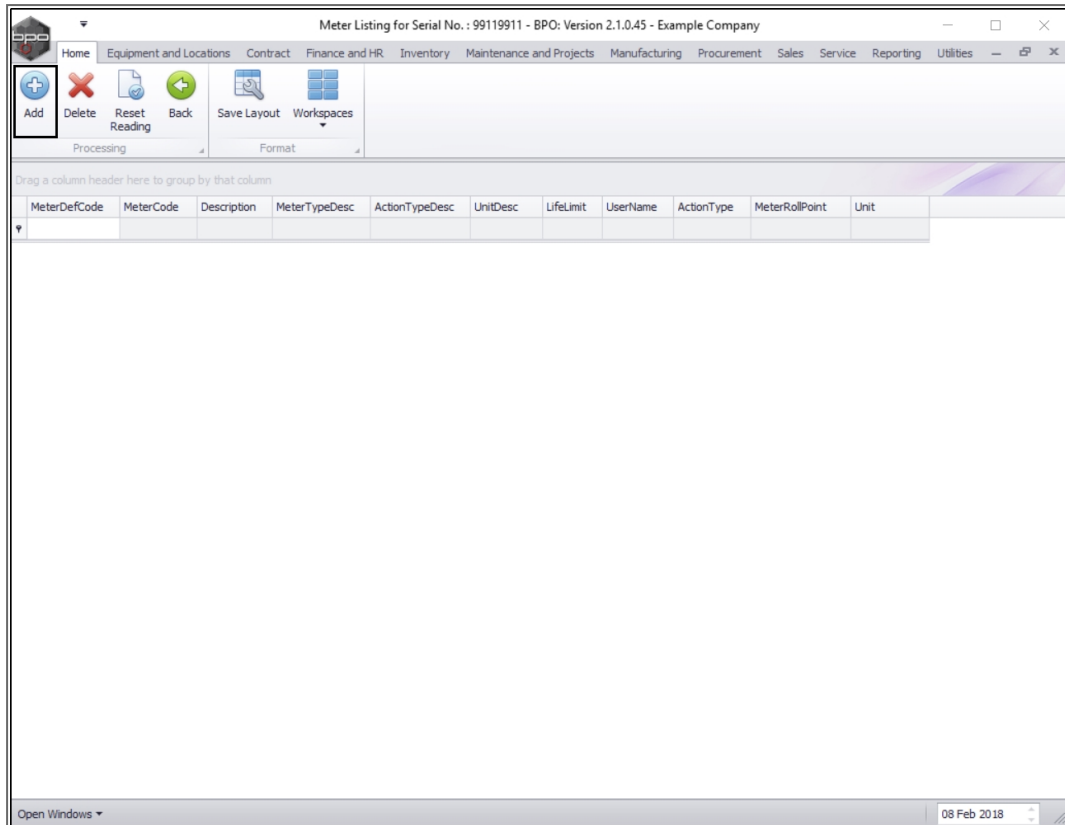 Meter Listing for Serial No. : 99119911 - BPO: Version 2.1.0.45 - Example Company
bpo
Home Equipment and Locations Contract Finance and HR Inventory Maintenance and Projects Manufacturing Procurement Sales Service Reporting Utilities
Add Delete Reset Reading Back Save Layout Workspaces
Processing Format
Drag a column header here to group by that column
MeterDefCode MeterCode Description MeterTypeDesc ActionTypeDesc UnitDesc LifeLimit UserName ActionType MeterRollPoint Unit
Open Windows 08 Feb 2018